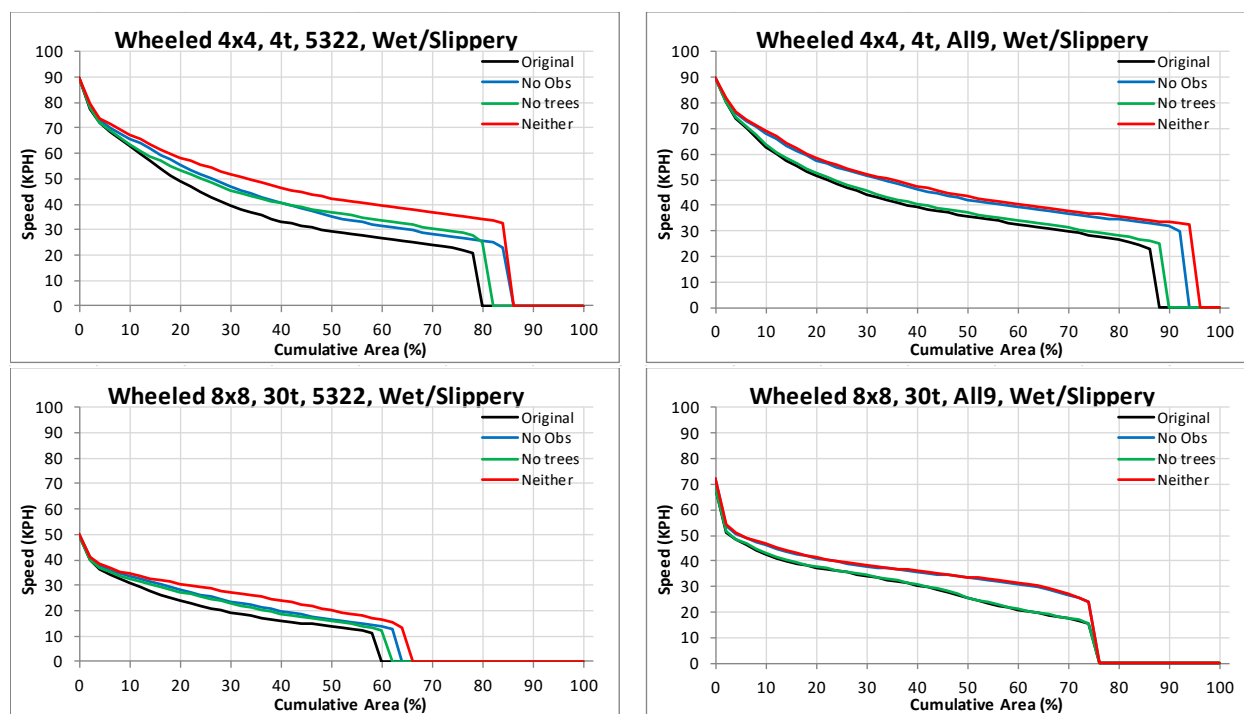 Wheeled 4x4, 4t, 5322, Wet/Slippery
100
90
80
70
60
50
40
30
20
10
0
Speed (KPH)
Original
No Obs
No trees
Neither
0 10 20 30 40 50 60 70 80 90 100
Cumulative Area (%)
Wheeled 4x4, 4t, All9, Wet/Slippery
100
90
80
70
60
50
40
30
20
10
0
Speed (KPH)
Original
No Obs
No trees
Neither
0 10 20 30 40 50 60 70 80 90 100
Cumulative Area (%)
Wheeled 8x8, 30t, 5322, Wet/Slippery
100
90
80
70
60
50
40
30
20
10
0
Speed (KPH)
Original
No Obs
No trees
Neither
0 10 20 30 40 50 60 70 80 90 100
Cumulative Area (%)
Wheeled 8x8, 30t, All9, Wet/Slippery
100
90
80
70
60
50
40
30
20
10
0
Speed (KPH)
Original
No Obs
No trees
Neither
0 10 20 30 40 50 60 70 80 90 100
Cumulative Area (%)